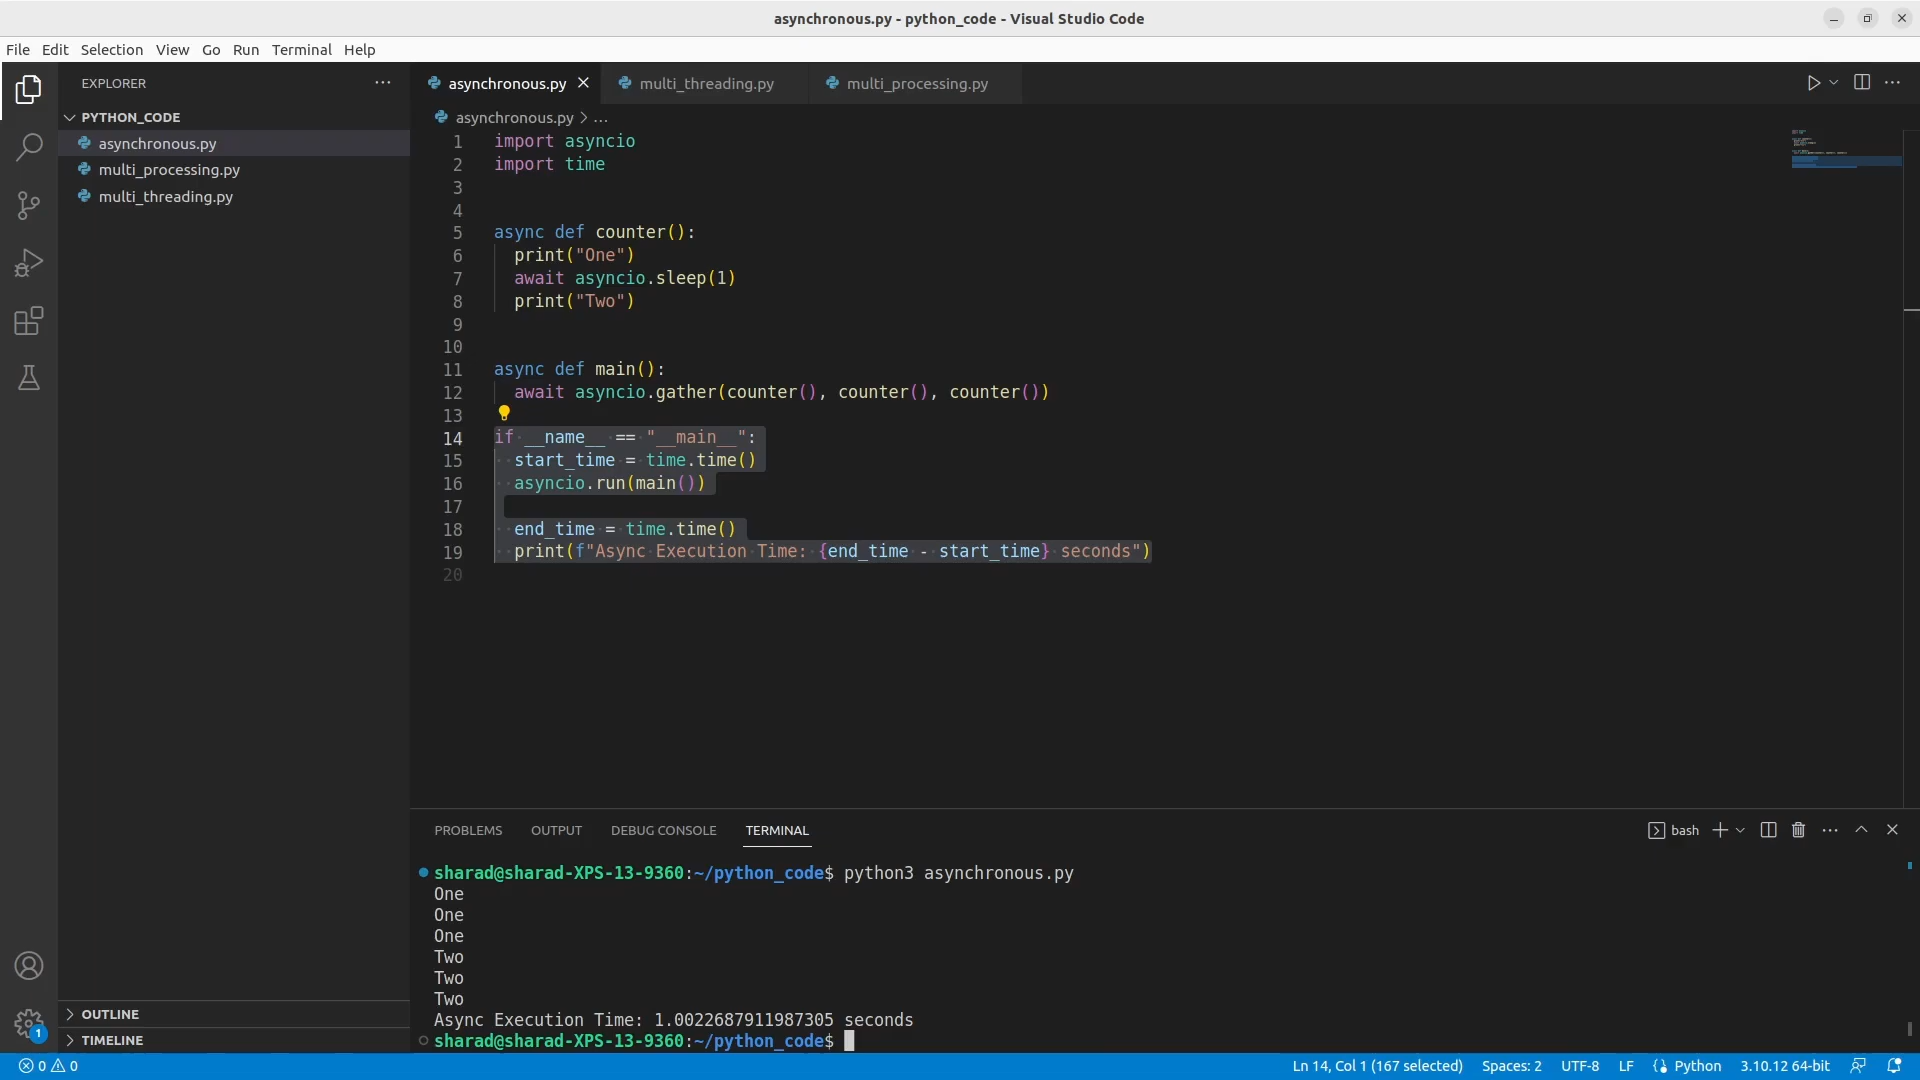 asynchronous.py - python_code - Visual Studio Code
File Edit Selection View Go Run Terminal Help
EXPLORER
PYTHON_CODE
asynchronous.py
multi_processing.py
multi_threading.py
OUTLINE
TIMELINE
1
asynchronous.py multi_threading.py multi_processing.py
asynchronous.py > ...
1 import asyncio
2 import time
3
4
5 async def counter():
6 print("One")
7 await asyncio.sleep(1)
8 print("Two")
9
10
11 async def main():
12 await asyncio.gather(counter(), counter(), counter())
13
14 if __name__ == "__main__":
15 start_time = time.time()
16 asyncio.run(main())
17
18 end_time = time.time()
19 print(f"Async Execution Time: {end_time - start_time} seconds")
20
PROBLEMS OUTPUT DEBUG CONSOLE TERMINAL bash
sharad@sharad-XPS-13-9360:~/python_code$ python3 asynchronous.py
One
One
One
Two
Two
Two
Async Execution Time: 1.0022687911987305 seconds
sharad@sharad-XPS-13-9360:~/python_code$
0 0 Ln 14, Col 1 (167 selected) Spaces: 2 UTF-8 LF {} Python 3.10.12 64-bit